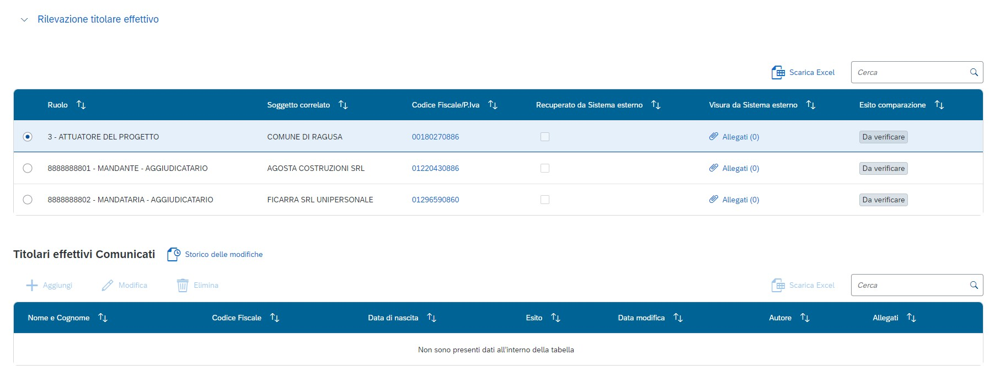 Rilevazione titolare effettivo
Scarica Excel Cerca
Ruolo Soggetto correlato Codice Fiscale/P.Iva Recuperato da Sistema esterno Visura da Sistema esterno Esito comparazione
3 - ATTUATORE DEL PROGETTO COMUNE DI RAGUSA 00180270886 Allegati (0) Da verificare
8888888801 - MANDANTE - AGGIUDICATARIO AGOSTA COSTRUZIONI SRL 01220430886 Allegati (0) Da verificare
8888888802 - MANDATARIA - AGGIUDICATARIO FICARRA SRL UNIPERSONALE 01296590860 Allegati (0) Da verificare
Titolari effettivi Comunicati Storico delle modifiche
Aggiungi Modifica Elimina Scarica Excel Cerca
Nome e Cognome Codice Fiscale Data di nascita Esito Data modifica Autore Allegati
Non sono presenti dati all'interno della tabella